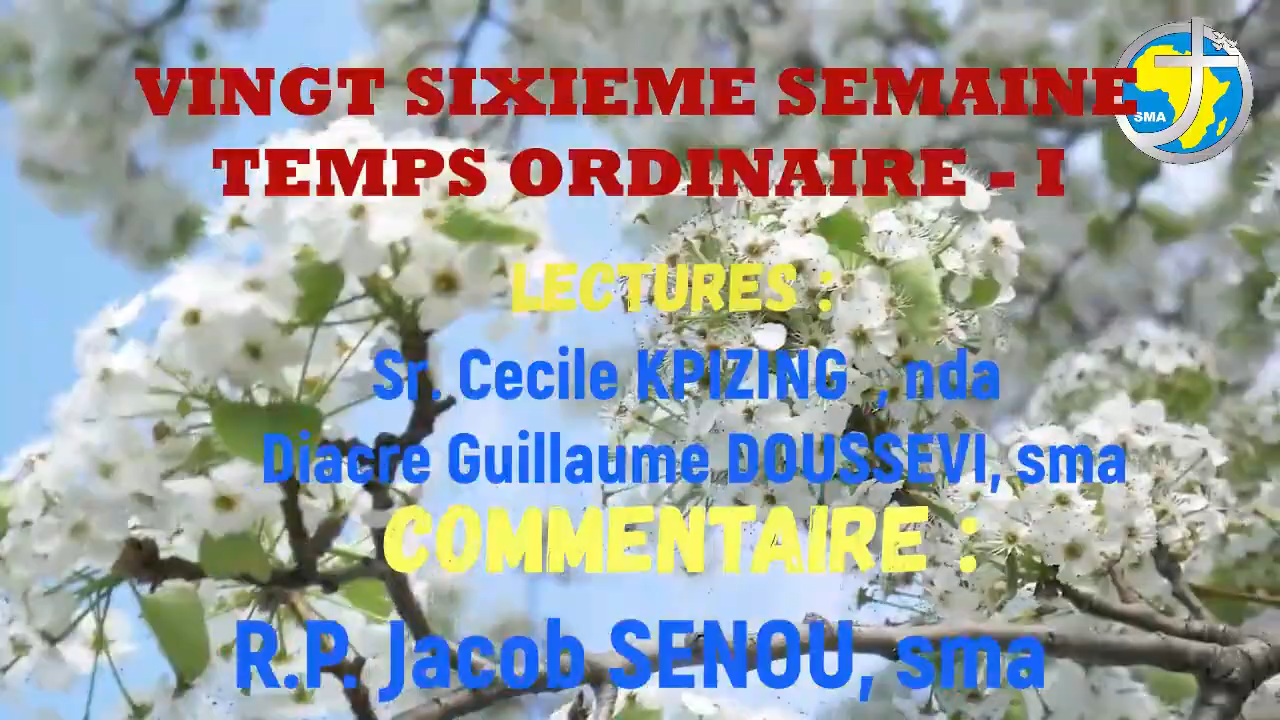 VINGT SIXIEME SEMAINE
TEMPS ORDINAIRE - I
SMA
LECTURES :
Sr. Cecile KPIZING , nda
Diacre Guillaume DOUSSEVI, sma
COMMENTAIRE :
R.P. Jacob SENOU, sma